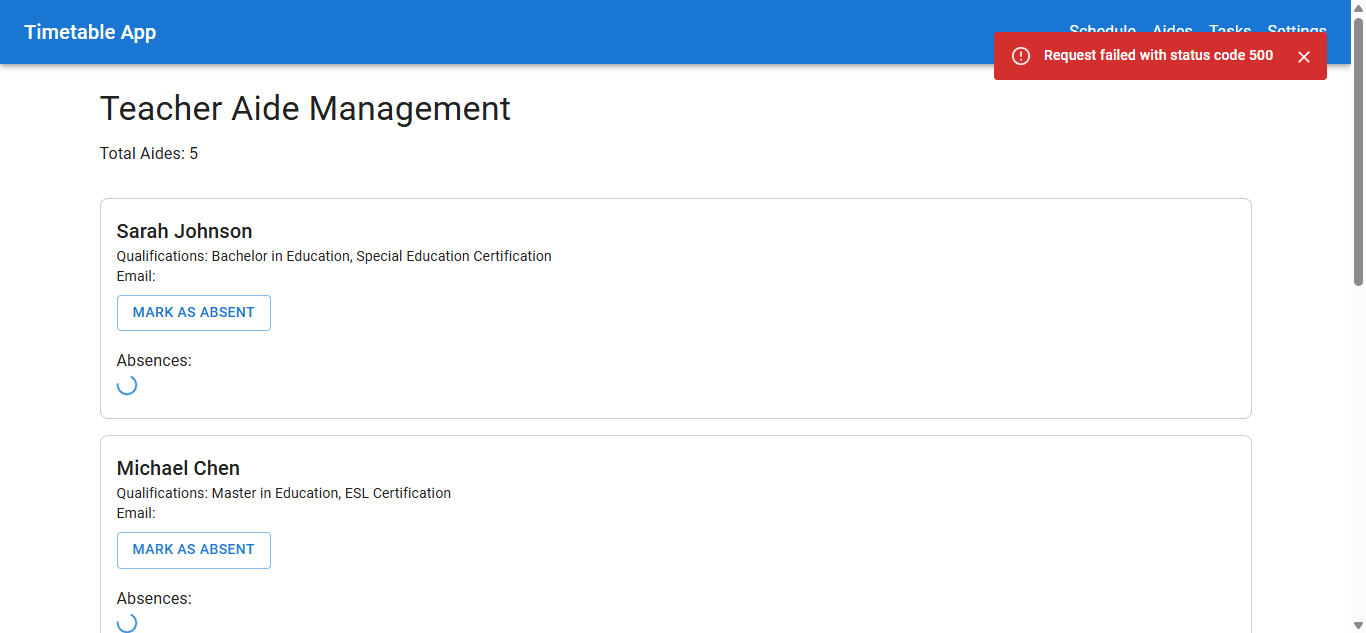 Timetable App
Schedule Aides Tasks Settings
Request failed with status code 500
Teacher Aide Management
Total Aides: 5
Sarah Johnson
Qualifications: Bachelor in Education, Special Education Certification
Email:
MARK AS ABSENT
Absences:
Michael Chen
Qualifications: Master in Education, ESL Certification
Email:
MARK AS ABSENT
Absences: